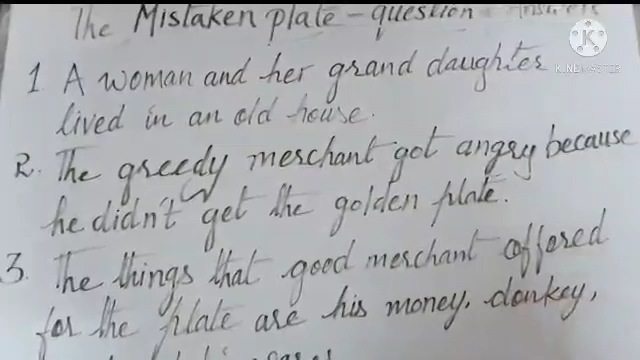 The Mistaken plate - question - Answers
1 A woman and her grand daughter
lived in an old house.
2. The greedy merchant got angry because
he didn't get the golden plate.
3. The things that good merchant offered
for the plate are his money, donkey,
K
KINEMASTER